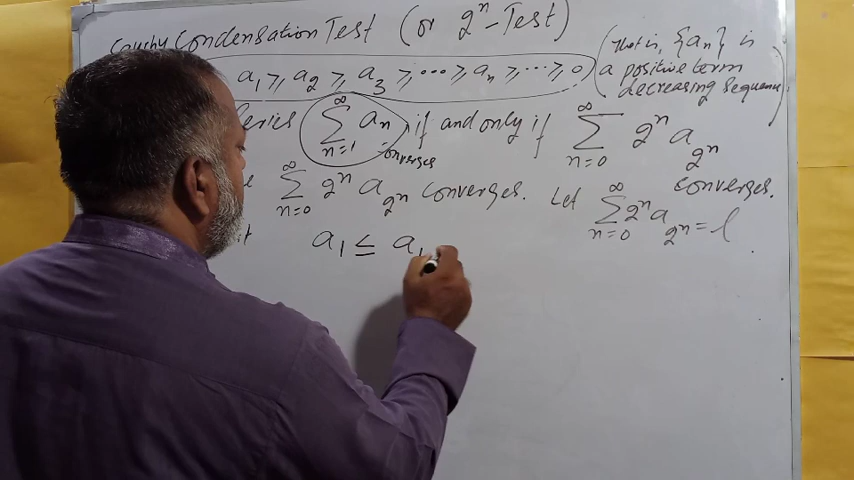 Cauchy Condensation Test (or 2ⁿ-Test)
a₁ ≥ a₂ ≥ a₃ ≥ ... ≥ aₙ ≥ ... ≥ 0 (That is, {aₙ} is
a positive term
decreasing sequence)
Series ∑_{n=1}^{∞} aₙ converges if and only if ∑_{n=0}^{∞} 2ⁿ a_{2ⁿ}
converges.
∑_{n=0}^{∞} 2ⁿ a_{2ⁿ} converges. Let ∑_{n=0}^{∞} 2ⁿ a_{2ⁿ} = l
a₁ ≤ a₁